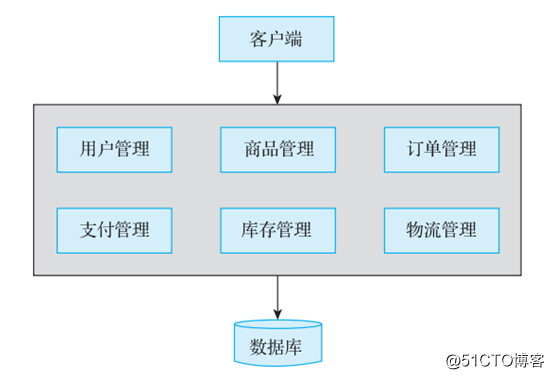 客户端
用户管理
商品管理
订单管理
支付管理
库存管理
物流管理
数据库
@51CTO博客